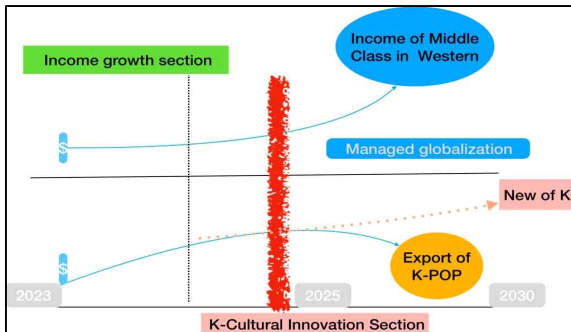 Income of Middle
Class in Western
Income growth section
$
Managed globalization
New of K
$
Export of
K-POP
2023
2025
2030
K-Cultural Innovation Section